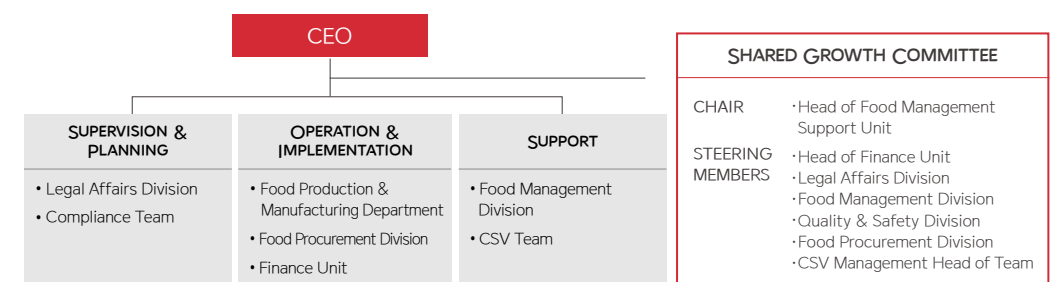 CEO
SUPERVISION &
PLANNING
• Legal Affairs Division
• Compliance Team
OPERATION &
IMPLEMENTATION
• Food Production &
Manufacturing Department
• Food Procurement Division
• Finance Unit
SUPPORT
• Food Management
Division
• CSV Team
SHARED GROWTH COMMITTEE
CHAIR
·Head of Food Management
Support Unit
STEERING
MEMBERS
·Head of Finance Unit
·Legal Affairs Division
·Food Management Division
·Quality & Safety Division
·Food Procurement Division
·CSV Management Head of Team